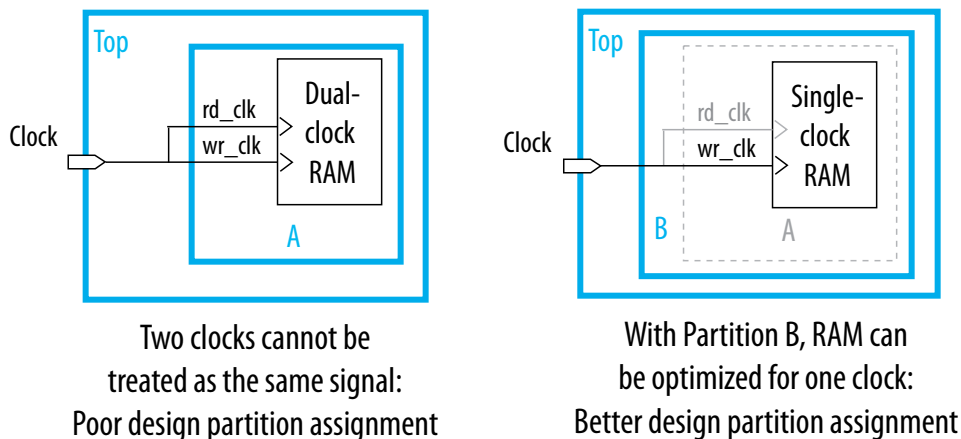 Top
Clock
rd_clk
wr_clk
Dual-
clock
RAM
A
Two clocks cannot be
treated as the same signal:
Poor design partition assignment
Top
Clock
rd_clk
wr_clk
Single-
clock
RAM
B
A
With Partition B, RAM can
be optimized for one clock:
Better design partition assignment